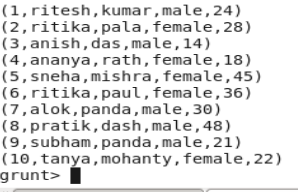 (1,ritesh,kumar,male,24)
(2,ritika,pala,female,28)
(3,anish,das,male,14)
(4,ananya,rath,female,18)
(5,sneha,mishra,female,45)
(6,ritika,paul,female,36)
(7,alok,panda,male,30)
(8,pratik,dash,male,48)
(9,subham,panda,male,21)
(10,tanya,mohanty,female,22)
grunt>